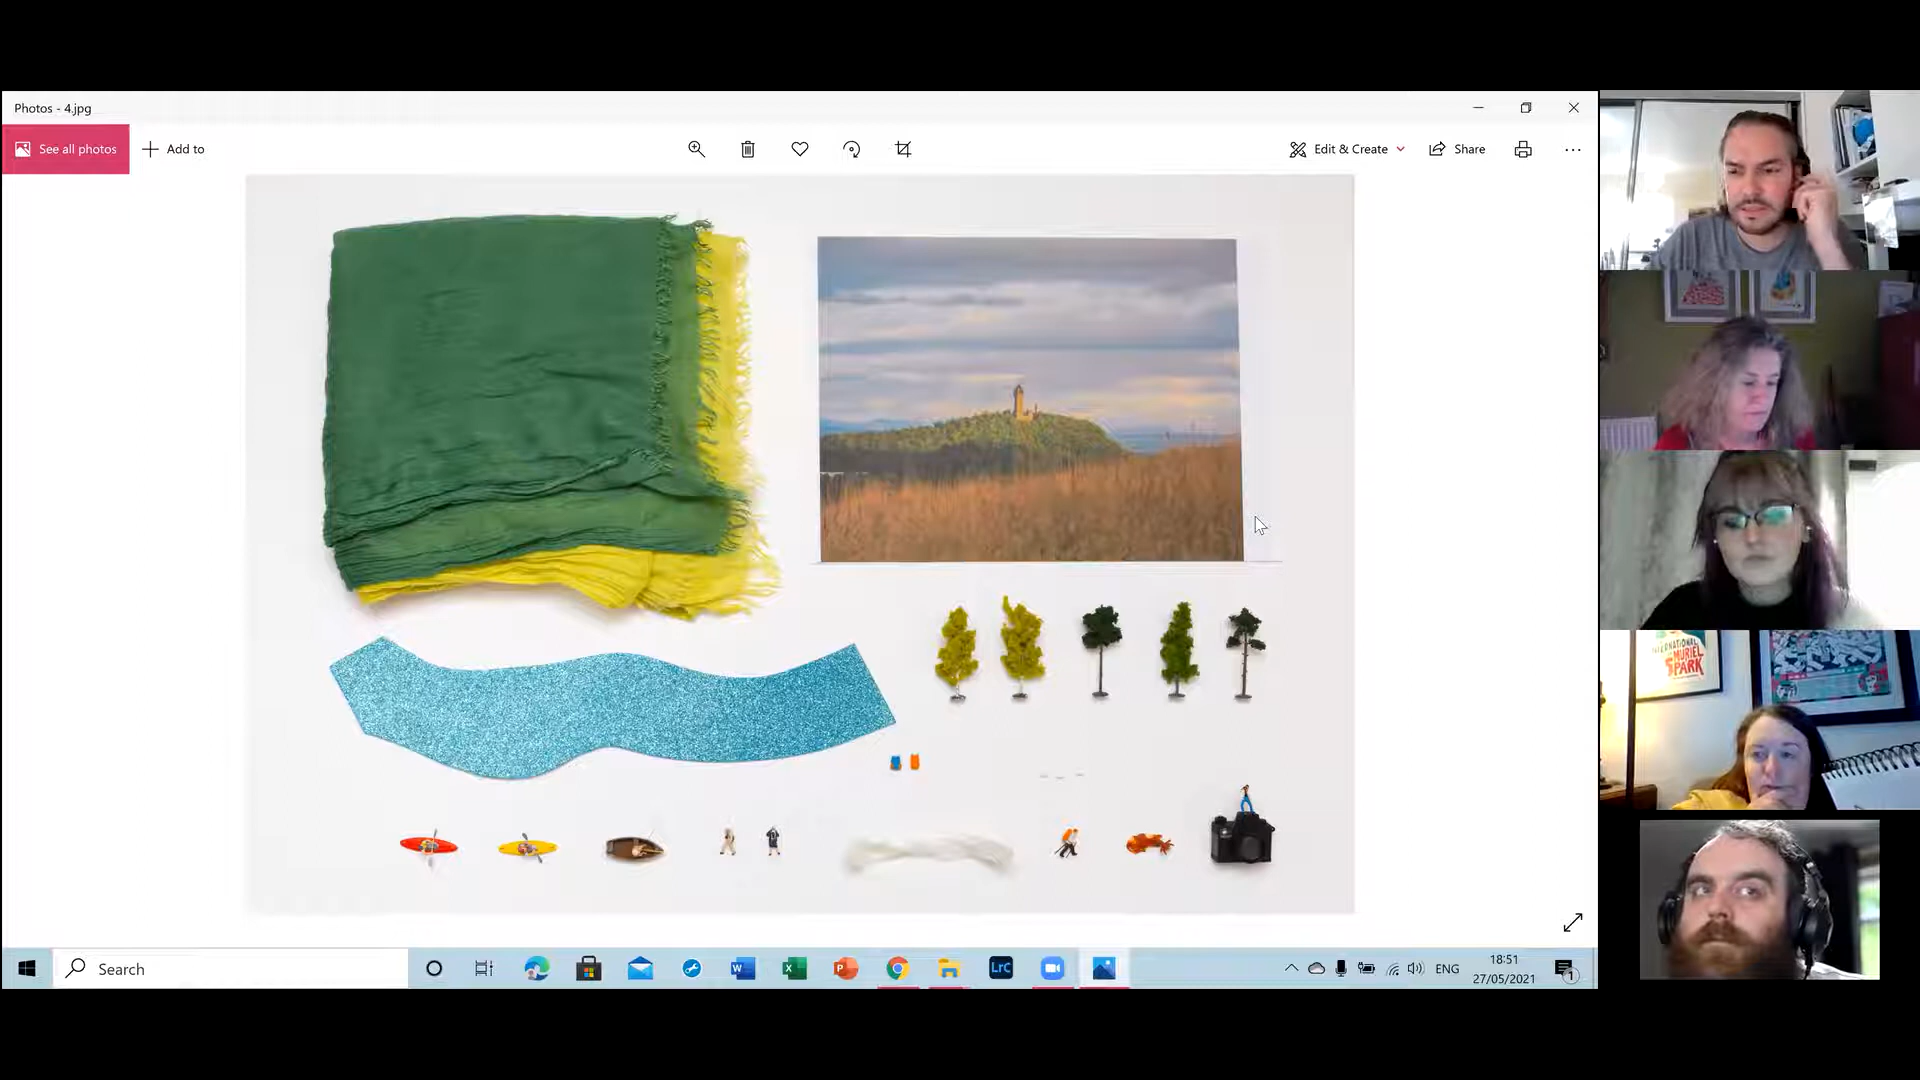 Photos - 4.jpg
See all photos
Add to
Edit & Create
Share
INTERNATIONAL
MURIEL
SPARK
Search
LrC
ENG
18:51
27/05/2021
1